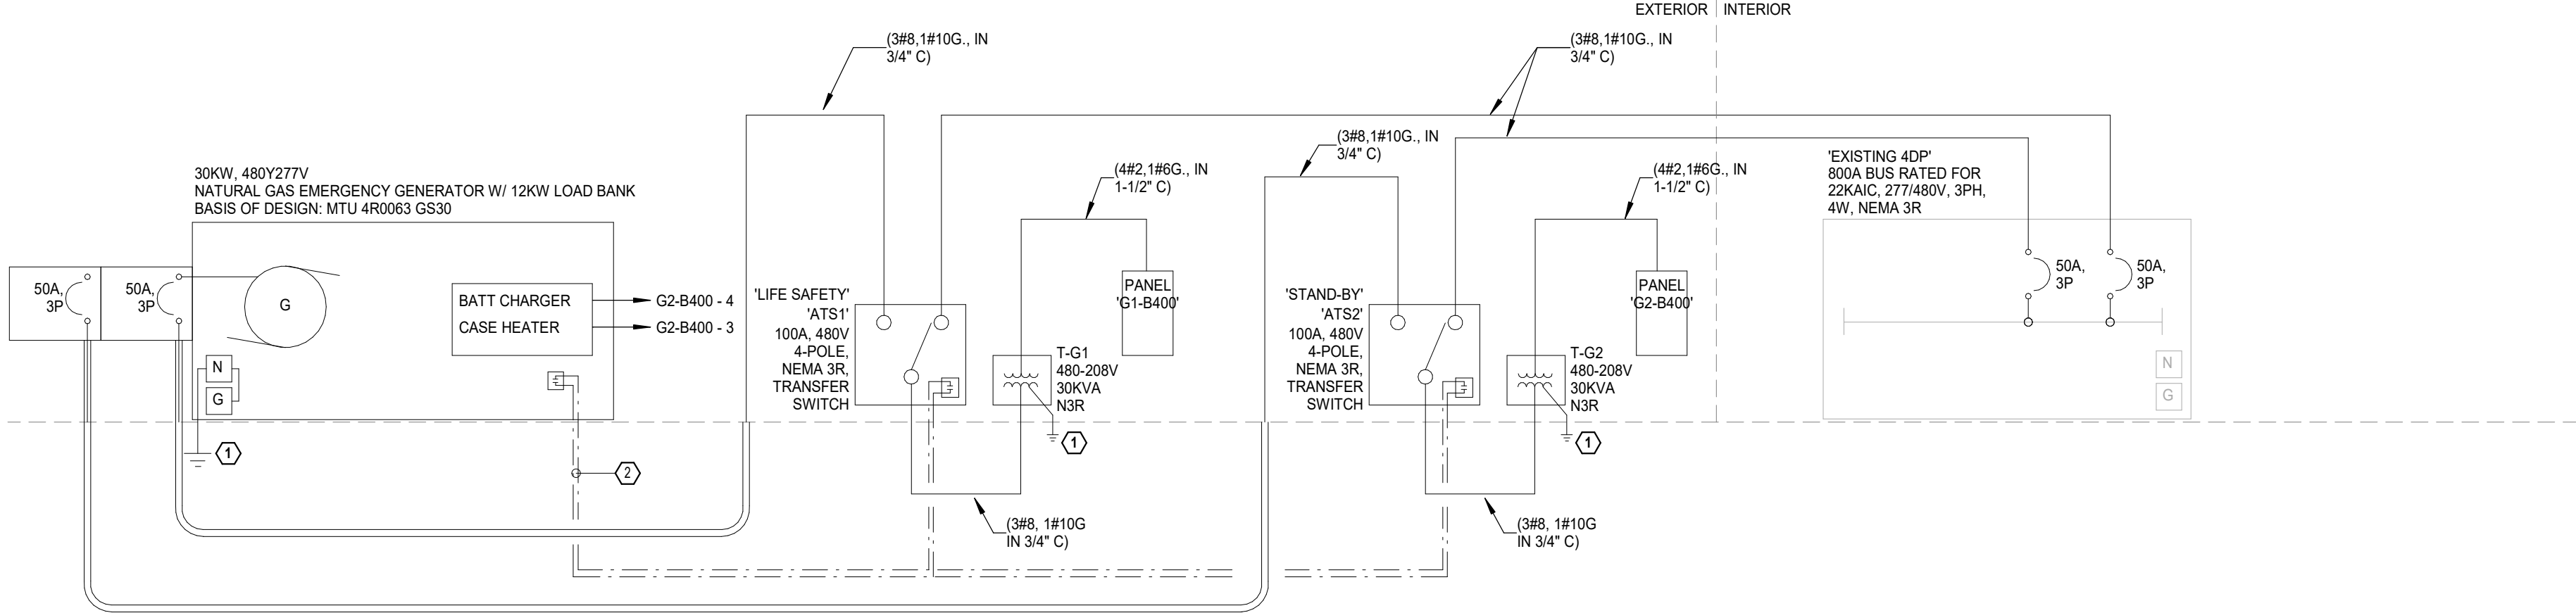 EXTERIOR
INTERIOR
(3#8,1#10G., IN
3/4" C)
(3#8,1#10G., IN
3/4" C)
(3#8,1#10G., IN
3/4" C)
(4#2,1#6G., IN
1-1/2" C)
(4#2,1#6G., IN
1-1/2" C)
'EXISTING 4DP'
800A BUS RATED FOR
22KAIC, 277/480V, 3PH,
4W, NEMA 3R
30KW, 480Y277V
NATURAL GAS EMERGENCY GENERATOR W/ 12KW LOAD BANK
BASIS OF DESIGN: MTU 4R0063 GS30
50A,
3P
50A,
3P
G
BATT CHARGER
CASE HEATER
G2-B400 - 4
G2-B400 - 3
N
G
'LIFE SAFETY'
'ATS1'
100A, 480V
4-POLE,
NEMA 3R,
TRANSFER
SWITCH
PANEL
'G1-B400'
T-G1
480-208V
30KVA
N3R
'STAND-BY'
'ATS2'
100A, 480V
4-POLE,
NEMA 3R,
TRANSFER
SWITCH
PANEL
'G2-B400'
T-G2
480-208V
30KVA
N3R
50A,
3P
50A,
3P
N
G
1
1
1
2
(3#8, 1#10G
IN 3/4" C)
(3#8, 1#10G
IN 3/4" C)